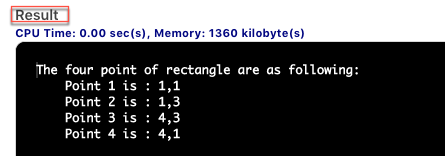 Result
CPU Time: 0.00 sec(s), Memory: 1360 kilobyte(s)
The four point of rectangle are as following:
Point 1 is : 1,1
Point 2 is : 1,3
Point 3 is : 4,3
Point 4 is : 4,1